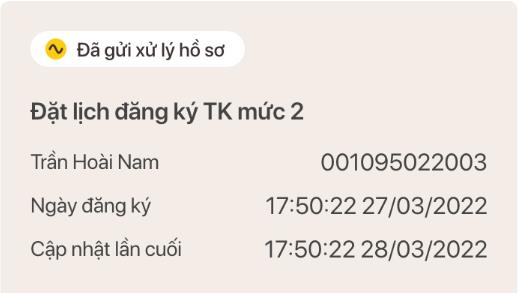 Đã gửi xử lý hồ sơ
Đặt lịch đăng ký TK mức 2
Trần Hoài Nam 001095022003
Ngày đăng ký 17:50:22 27/03/2022
Cập nhật lần cuối 17:50:22 28/03/2022